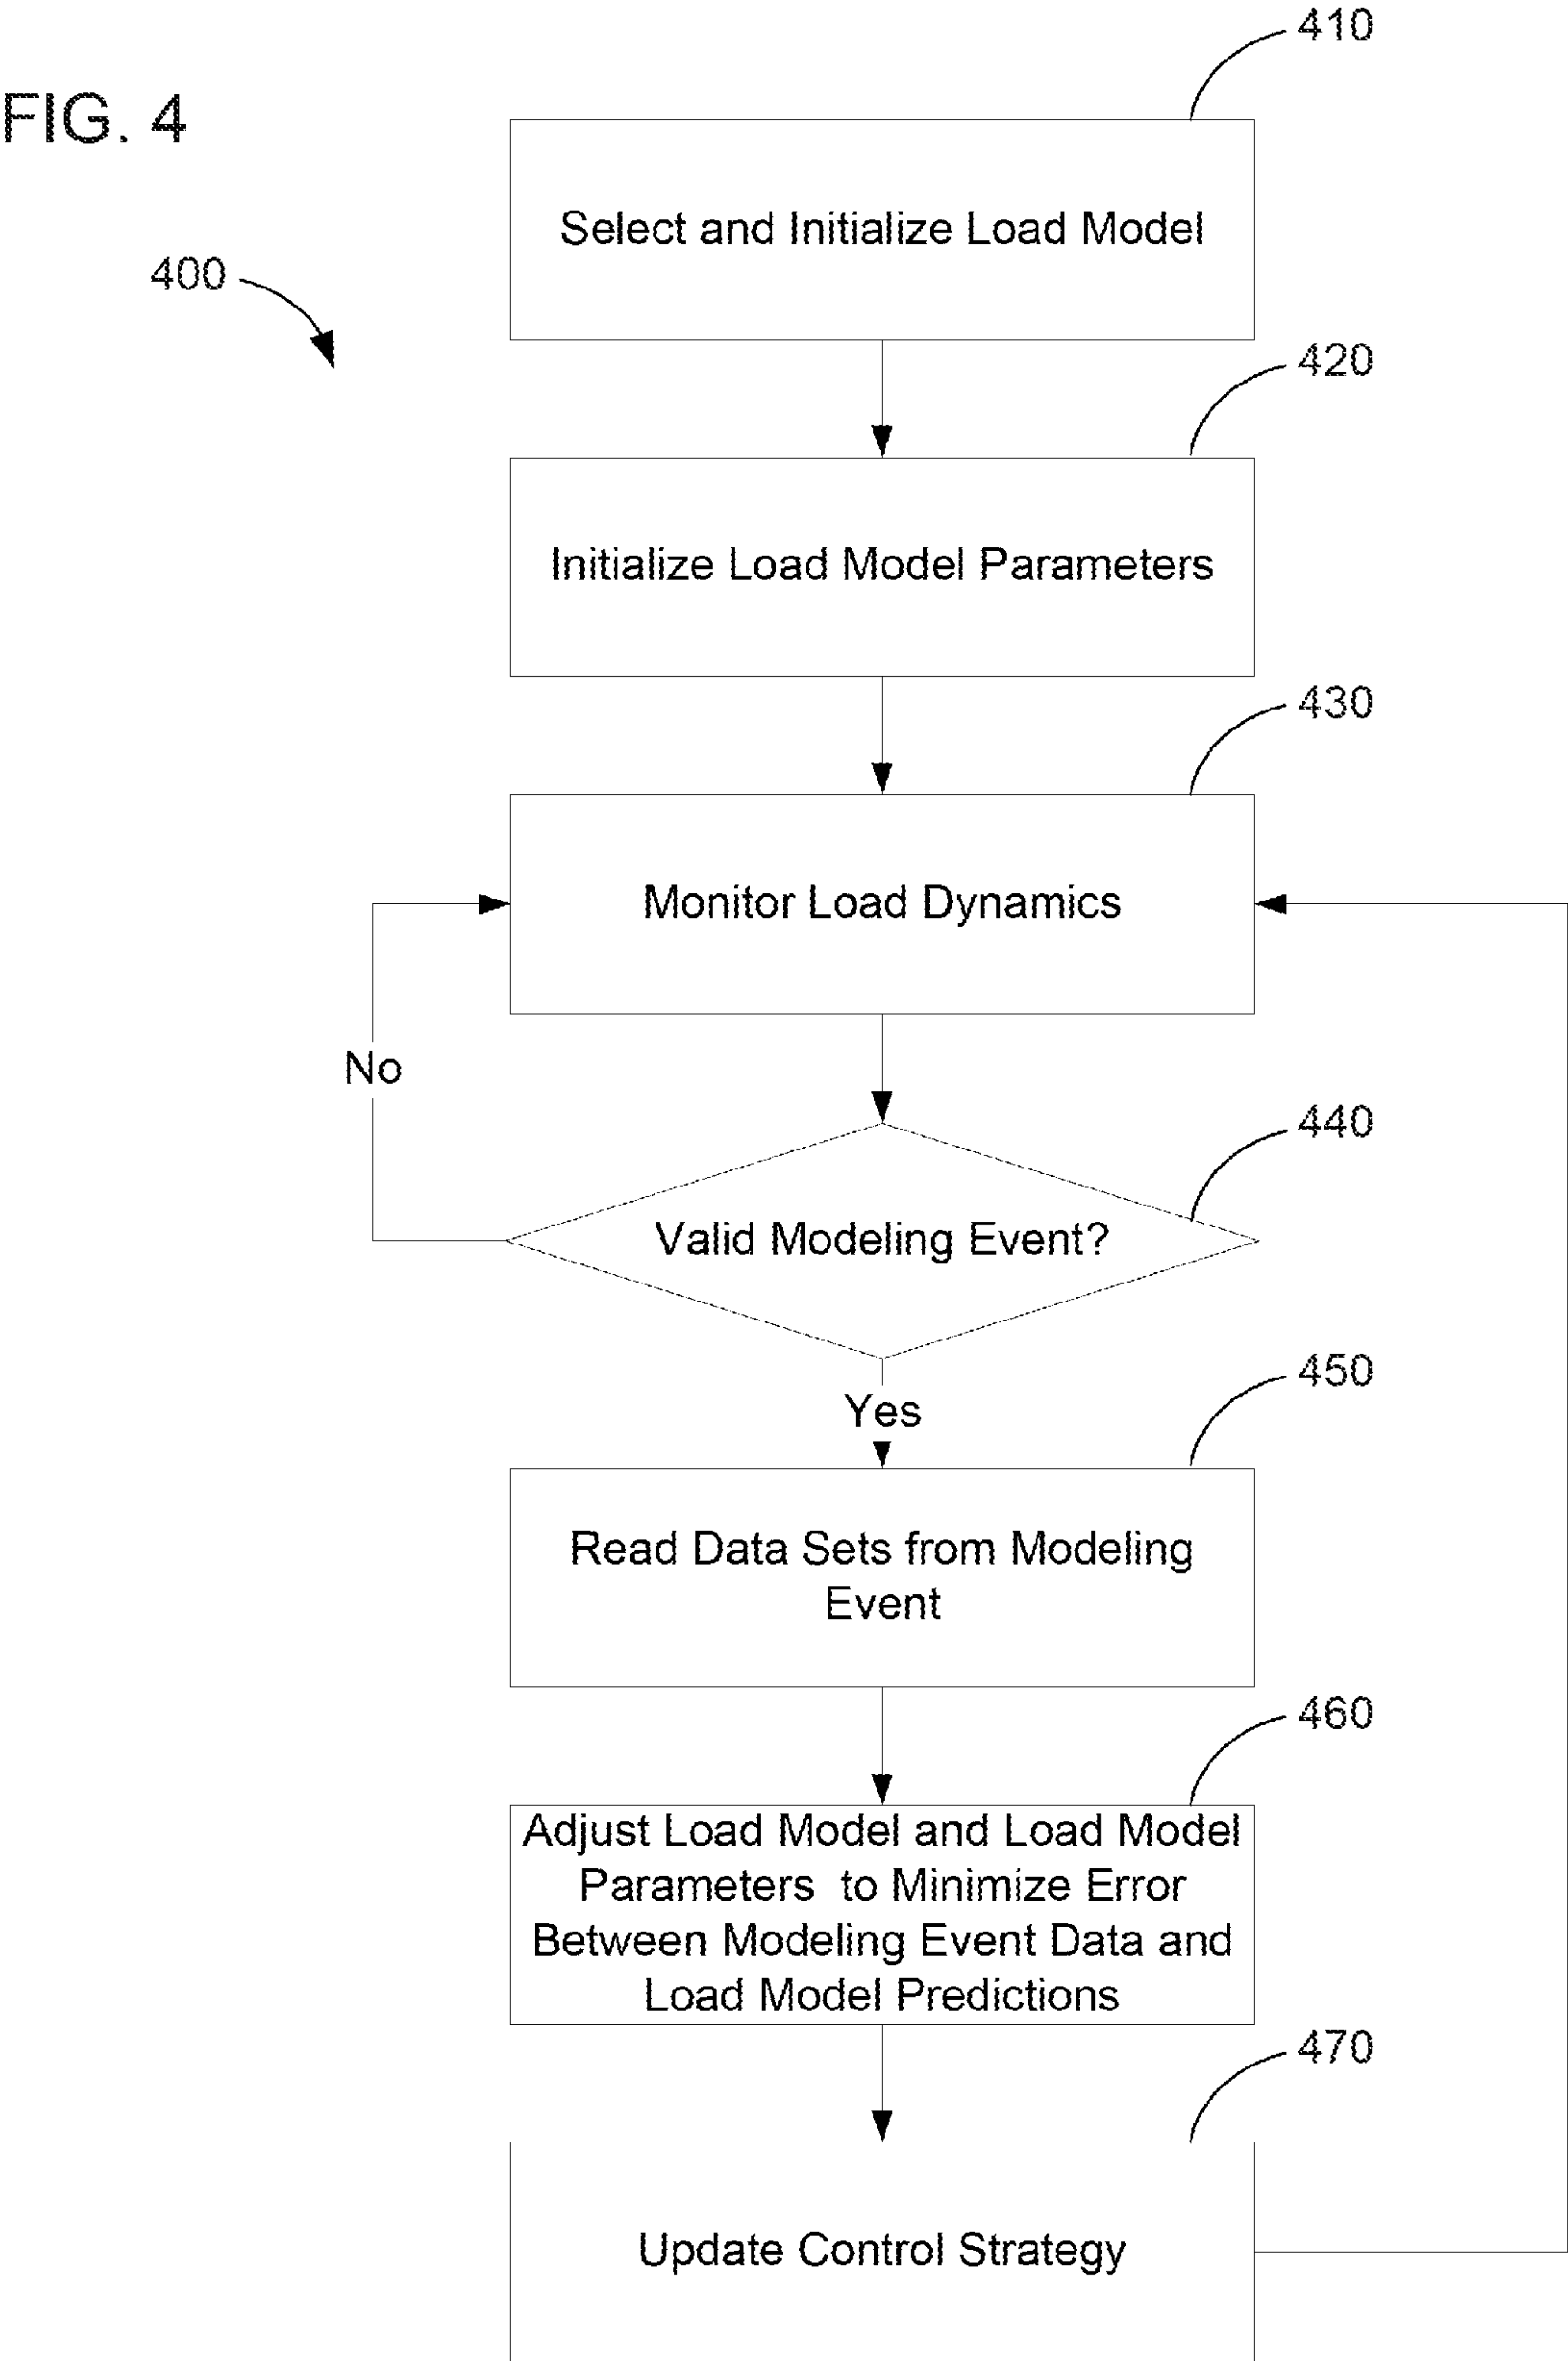 FIG. 4
400
410
Select and Initialize Load Model
420
Initialize Load Model Parameters
430
Monitor Load Dynamics
No
440
Valid Modeling Event?
Yes
450
Read Data Sets from Modeling
Event
460
Adjust Load Model and Load Model
Parameters to Minimize Error
Between Modeling Event Data and
Load Model Predictions
470
Update Control Strategy